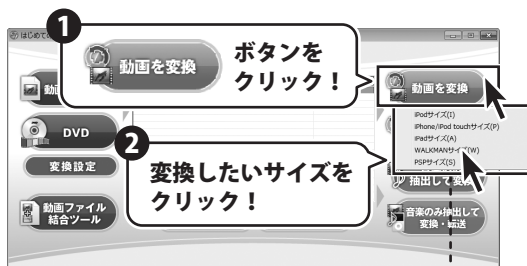 はじめての
1
動画を変換
ボタンを
クリック！
動画を変換
iPodサイズ(I)
iPhone/iPod touchサイズ(P)
iPadサイズ(A)
WALKMANサイズ(W)
PSPサイズ(S)
DVD
変換設定
動画ファイル
結合ツール
2
変換したいサイズを
クリック！
抽出して変換
音楽のみ抽出して
変換・転送